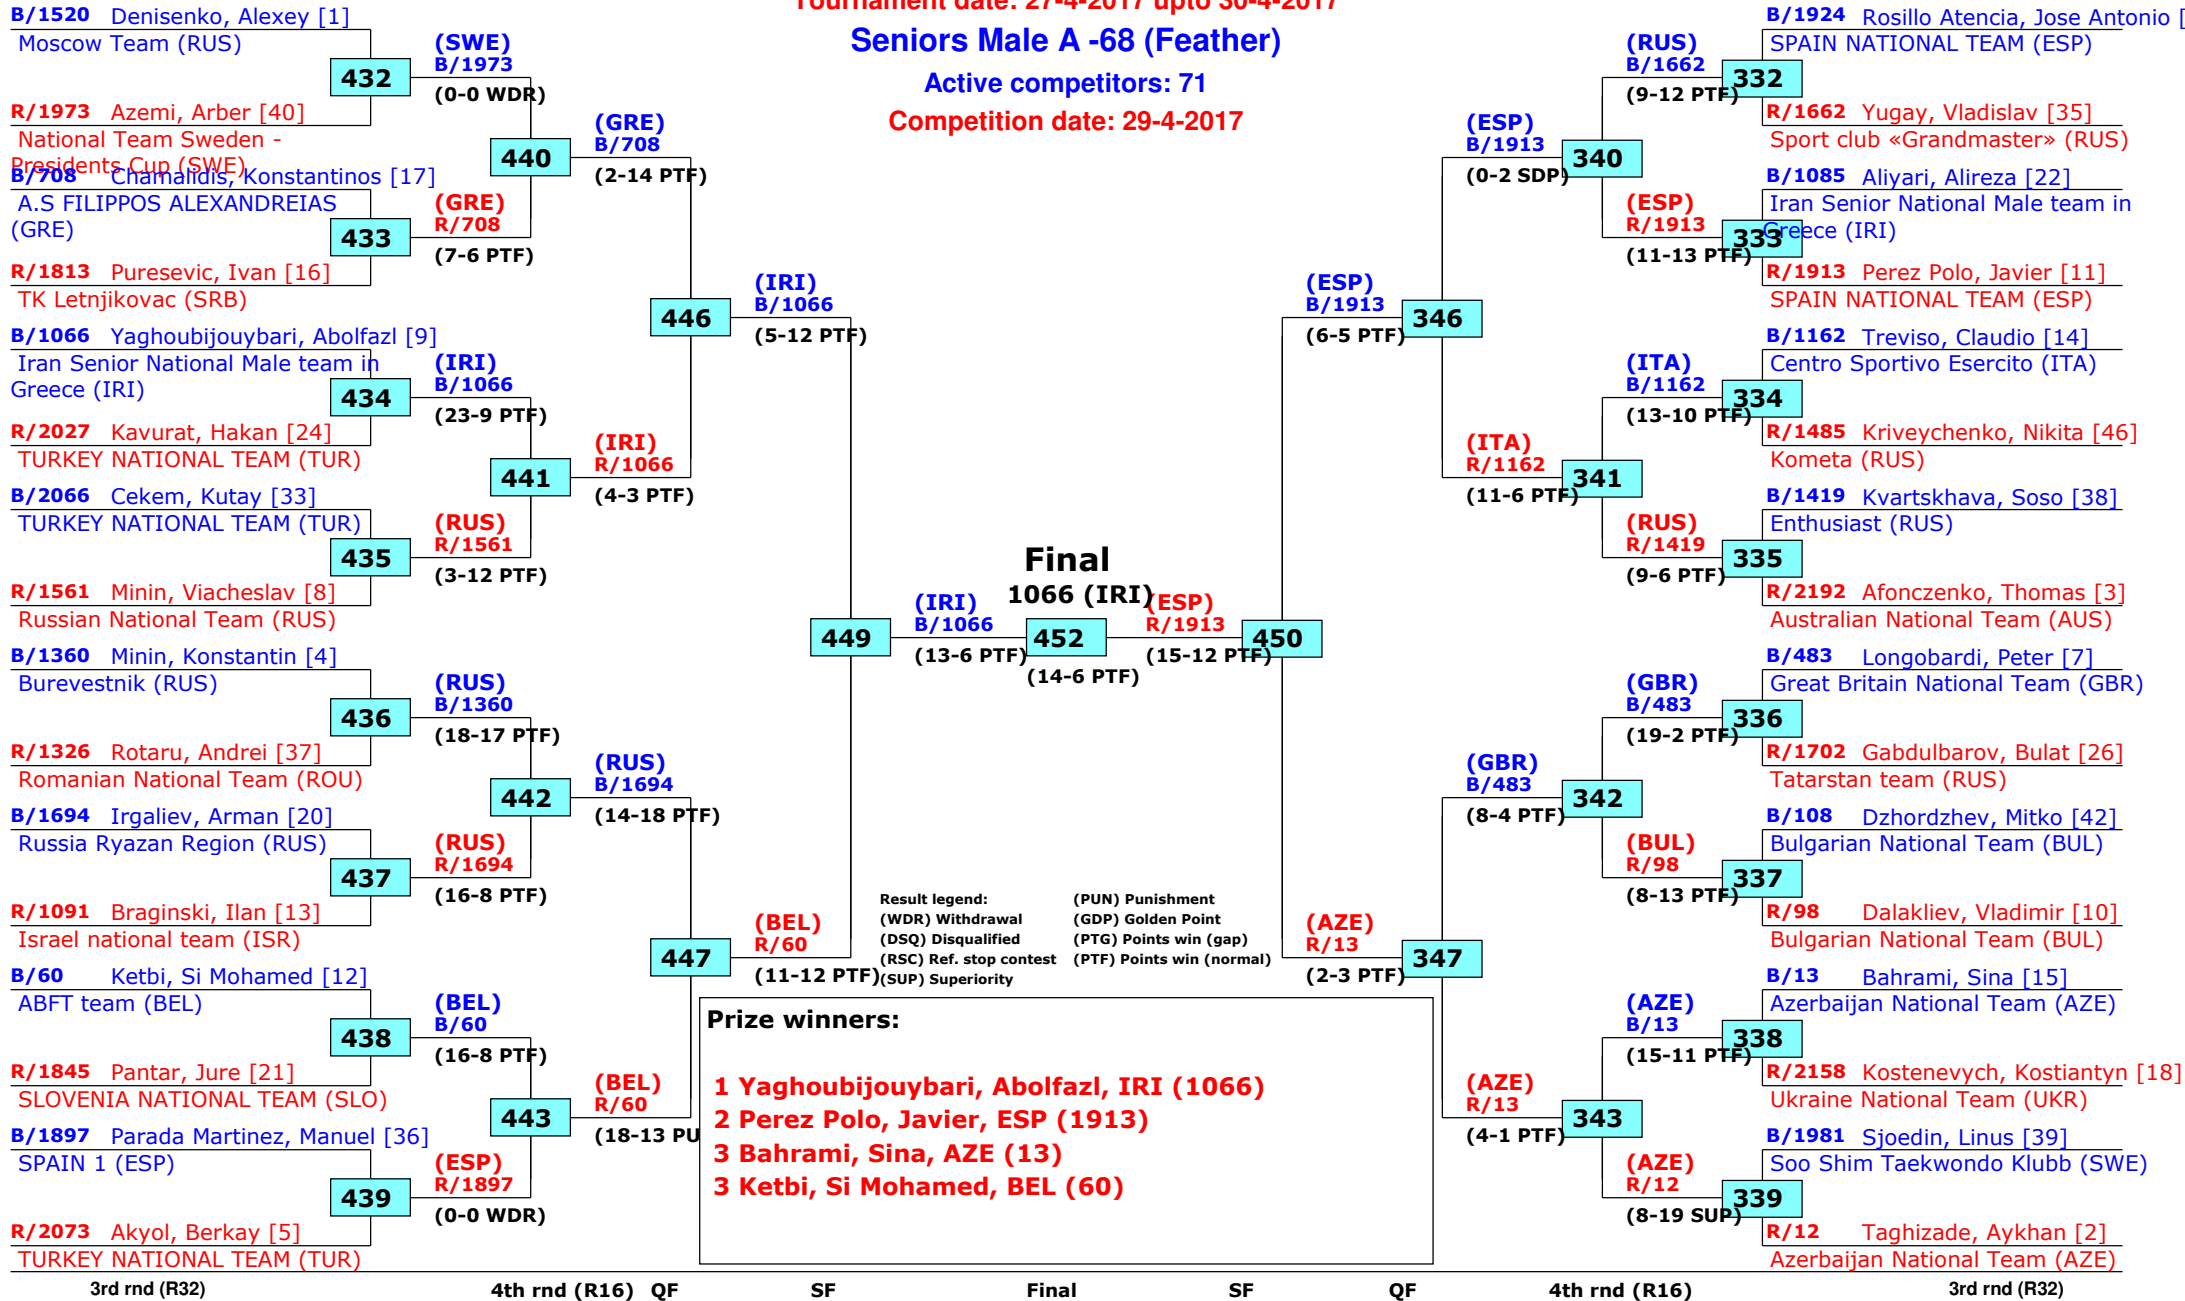 Tournament date: 27-4-2017 upto 30-4-2017
Seniors Male A -68 (Feather)
Active competitors: 71
Competition date: 29-4-2017
B/1520 Denisenko, Alexey [1]
Moscow Team (RUS)
432
R/1973 Azemi, Arber [40]
National Team Sweden -
Presidents Cup (SWE)
B/708 Chamalidis, Konstantinos [17]
A.S FILIPPOS ALEXANDREIAS
(GRE)
433
R/1813 Puresevic, Ivan [16]
TK Letnjikovac (SRB)
B/1066 Yaghoubijouybari, Abolfazl [9]
Iran Senior National Male team in
Greece (IRI)
434
R/2027 Kavurat, Hakan [24]
TURKEY NATIONAL TEAM (TUR)
B/2066 Cekem, Kutay [33]
TURKEY NATIONAL TEAM (TUR)
435
R/1561 Minin, Viacheslav [8]
Russian National Team (RUS)
B/1360 Minin, Konstantin [4]
Burevestnik (RUS)
436
R/1326 Rotaru, Andrei [37]
Romanian National Team (ROU)
B/1694 Irgaliev, Arman [20]
Russia Ryazan Region (RUS)
437
R/1091 Braginski, Ilan [13]
Israel national team (ISR)
B/60 Ketbi, Si Mohamed [12]
ABFT team (BEL)
438
R/1845 Pantar, Jure [21]
SLOVENIA NATIONAL TEAM (SLO)
B/1897 Parada Martinez, Manuel [36]
SPAIN 1 (ESP)
439
R/2073 Akyol, Berkay [5]
TURKEY NATIONAL TEAM (TUR)
(SWE)
B/1973
(0-0 WDR)
440
(GRE)
R/708
(7-6 PTF)
(IRI)
B/1066
(23-9 PTF)
441
(RUS)
R/1561
(3-12 PTF)
(RUS)
B/1360
(18-17 PTF)
442
(RUS)
R/1694
(16-8 PTF)
(BEL)
B/60
(16-8 PTF)
443
(ESP)
R/1897
(0-0 WDR)
(GRE)
B/708
(2-14 PTF)
446
(IRI)
R/1066
(4-3 PTF)
(RUS)
B/1694
(14-18 PTF)
447
(BEL)
R/60
(18-13 PU
(IRI)
B/1066
(5-12 PTF)
449
(BEL)
R/60
(11-12 PTF)
(IRI)
B/1066
(13-6 PTF)
Final
1066 (IRI)
452
(14-6 PTF)
(ESP)
R/1913
(15-12 PTF)
450
(ESP)
B/1913
(6-5 PTF)
346
(AZE)
R/13
(2-3 PTF)
347
(ESP)
B/1913
(0-2 SDP)
340
(ITA)
R/1162
(11-6 PTF)
341
(GBR)
B/483
(8-4 PTF)
342
(AZE)
R/13
(4-1 PTF)
343
(RUS)
B/1662
(9-12 PTF)
332
(ESP)
R/1913
(11-13 PTF)
333
(ITA)
B/1162
(13-10 PTF)
334
(RUS)
R/1419
(9-6 PTF)
335
(GBR)
B/483
(19-2 PTF)
336
(BUL)
R/98
(8-13 PTF)
337
(AZE)
B/13
(15-11 PTF)
338
(AZE)
R/12
(8-19 SUP)
339
B/1924 Rosillo Atencia, Jose Antonio [
SPAIN NATIONAL TEAM (ESP)
R/1662 Yugay, Vladislav [35]
Sport club «Grandmaster» (RUS)
B/1085 Aliyari, Alireza [22]
Iran Senior National Male team in
Greece (IRI)
R/1913 Perez Polo, Javier [11]
SPAIN NATIONAL TEAM (ESP)
B/1162 Treviso, Claudio [14]
Centro Sportivo Esercito (ITA)
R/1485 Kriveychenko, Nikita [46]
Kometa (RUS)
B/1419 Kvartskhava, Soso [38]
Enthusiast (RUS)
R/2192 Afonczenko, Thomas [3]
Australian National Team (AUS)
B/483 Longobardi, Peter [7]
Great Britain National Team (GBR)
R/1702 Gabdulbarov, Bulat [26]
Tatarstan team (RUS)
B/108 Dzhordzhev, Mitko [42]
Bulgarian National Team (BUL)
R/98 Dalakliev, Vladimir [10]
Bulgarian National Team (BUL)
B/13 Bahrami, Sina [15]
Azerbaijan National Team (AZE)
R/2158 Kostenevych, Kostiantyn [18]
Ukraine National Team (UKR)
B/1981 Sjoedin, Linus [39]
Soo Shim Taekwondo Klubb (SWE)
R/12 Taghizade, Aykhan [2]
Azerbaijan National Team (AZE)
Result legend: (PUN) Punishment
(WDR) Withdrawal (GDP) Golden Point
(DSQ) Disqualified (PTG) Points win (gap)
(RSC) Ref. stop contest (PTF) Points win (normal)
(SUP) Superiority
Prize winners:
1 Yaghoubijouybari, Abolfazl, IRI (1066)
2 Perez Polo, Javier, ESP (1913)
3 Bahrami, Sina, AZE (13)
3 Ketbi, Si Mohamed, BEL (60)
3rd rnd (R32) 4th rnd (R16) QF SF Final SF QF 4th rnd (R16) 3rd rnd (R32)